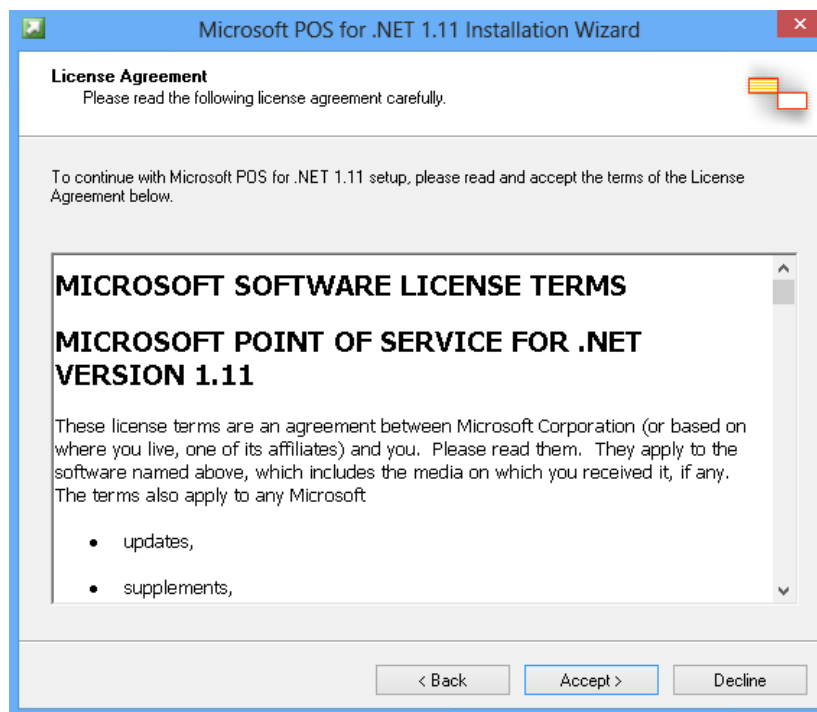 Microsoft POS for .NET 1.11 Installation Wizard
License Agreement
Please read the following license agreement carefully.
To continue with Microsoft POS for .NET 1.11 setup, please read and accept the terms of the License
Agreement below.
MICROSOFT SOFTWARE LICENSE TERMS
MICROSOFT POINT OF SERVICE FOR .NET
VERSION 1.11
These license terms are an agreement between Microsoft Corporation (or based on
where you live, one of its affiliates) and you.  Please read them.  They apply to the
software named above, which includes the media on which you received it, if any.
The terms also apply to any Microsoft
• updates,
• supplements,
< Back
Accept >
Decline